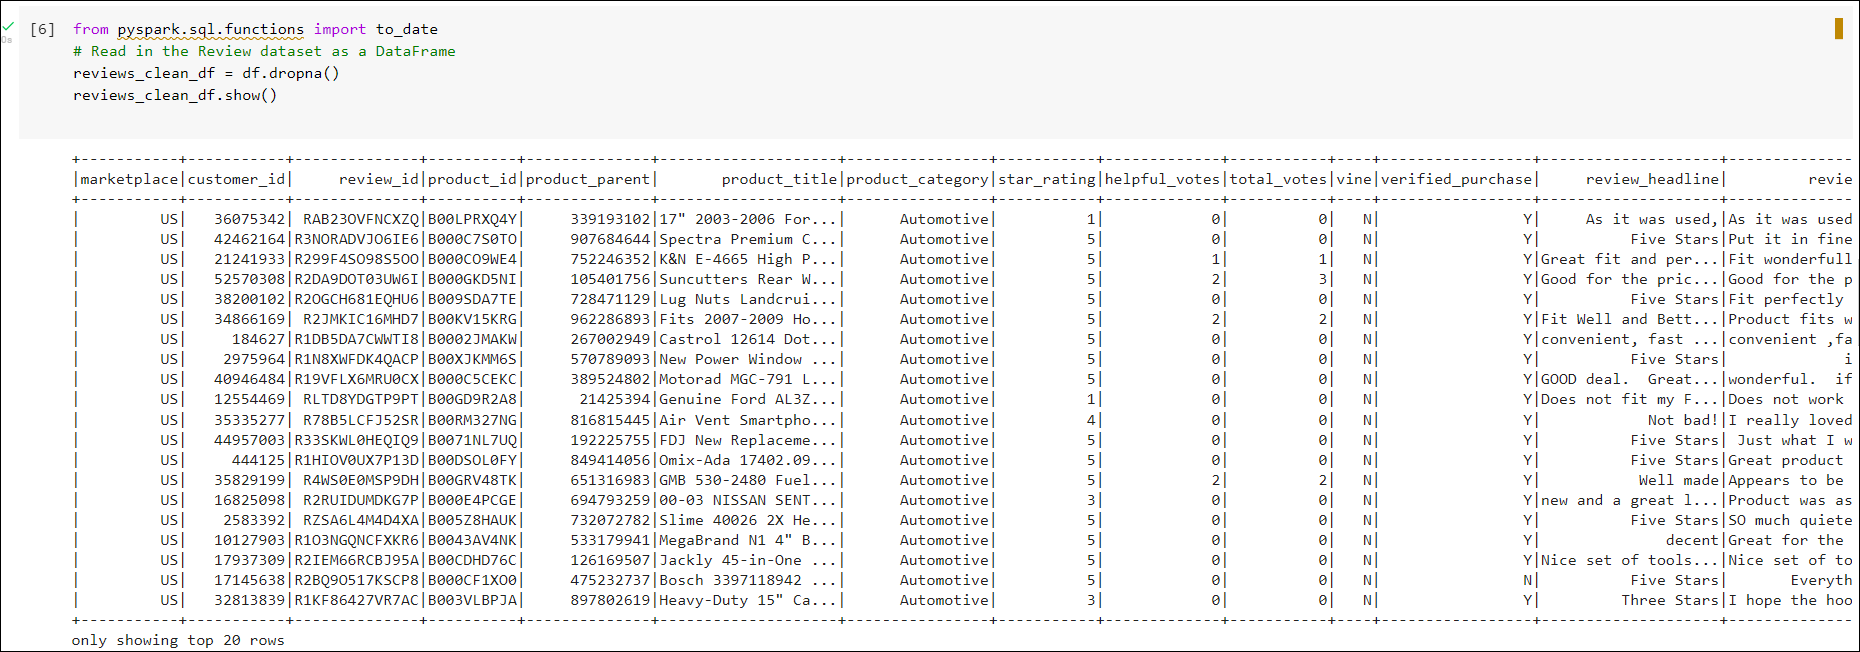 [6] from pyspark.sql.functions import to_date
0s
# Read in the Review dataset as a DataFrame
reviews_clean_df = df.dropna()
reviews_clean_df.show()
+-----------+-----------+--------------+----------+--------------+--------------------+----------------+-----------+-------------+-----------+----+-----------------+--------------------+--------------
|marketplace|customer_id|     review_id|product_id|product_parent|       product_title|product_category|star_rating|helpful_votes|total_votes|vine|verified_purchase|     review_headline|         revie
+-----------+-----------+--------------+----------+--------------+--------------------+----------------+-----------+-------------+-----------+----+-----------------+--------------------+--------------
|         US|   36075342| RAB23OVFNCXZQ|B00LPRXQ4Y|     339193102|17" 2003-2006 For...|      Automotive|          1|            0|          0|   N|                Y|     As it was used,|As it was used
|         US|   42462164|R3NORADVJO6IE6|B000C7S0TO|     907684644|Spectra Premium C...|      Automotive|          5|            0|          0|   N|                Y|          Five Stars|Put it in fine
|         US|   21241933|R299F4SO98S5OO|B000CO9WE4|     752246352|K&N E-4665 High P...|      Automotive|          5|            1|          1|   N|                Y|Great fit and per...|Fit wonderfull
|         US|   52570308|R2DA9DOT03UW6I|B000GKD5NI|     105401756|Suncutters Rear W...|      Automotive|          5|            2|          3|   N|                Y|Good for the pric...|Good for the p
|         US|   38200102|R2OGCH681EQHU6|B009SDA7TE|     728471129|Lug Nuts Landcrui...|      Automotive|          5|            0|          0|   N|                Y|          Five Stars|Fit perfectly
|         US|   34866169| R2JMKIC16MHD7|B00KV15KRG|     962286893|Fits 2007-2009 Ho...|      Automotive|          5|            2|          2|   N|                Y|Fit Well and Bett...|Product fits w
|         US|     184627|R1DB5DA7CWWTI8|B0002JMAKW|     267002949|Castrol 12614 Dot...|      Automotive|          5|            0|          0|   N|                Y|convenient, fast ...|convenient ,fa
|         US|    2975964|R1N8XWFDK4QACP|B00XJKMM6S|     570789093|New Power Window ...|      Automotive|          5|            0|          0|   N|                Y|          Five Stars|             i
|         US|   40946484|R19VFLX6MRU0CX|B000C5CEKC|     389524802|Motorad MGC-791 L...|      Automotive|          5|            0|          0|   N|                Y|GOOD deal.  Great...|wonderful.  if
|         US|   12554469| RLTD8YDGTP9PT|B00GD9R2A8|      21425394|Genuine Ford AL3Z...|      Automotive|          1|            0|          0|   N|                Y|Does not fit my F...|Does not work
|         US|   35335277| R78B5LCFJ52SR|B00RM327NG|     816815445|Air Vent Smartpho...|      Automotive|          4|            0|          0|   N|                Y|            Not bad!|I really loved
|         US|   44957003|R33SKWL0HEQIQ9|B0071NL7UQ|     192225755|FDJ New Replaceme...|      Automotive|          5|            0|          0|   N|                Y|          Five Stars| Just what I w
|         US|     444125|R1HIOV0UX7P13D|B00DSOL0FY|     849414056|Omix-Ada 17402.09...|      Automotive|          5|            0|          0|   N|                Y|          Five Stars|Great product
|         US|   35829199| R4WS0E0MSP9DH|B00GRV48TK|     651316983|GMB 530-2480 Fuel...|      Automotive|          5|            2|          2|   N|                Y|           Well made|Appears to be
|         US|   16825098| R2RUIDUMDKG7P|B000E4PCGE|     694793259|00-03 NISSAN SENT...|      Automotive|          3|            0|          0|   N|                Y|new and a great l...|Product was as
|         US|    2583392| RZSA6L4M4D4XA|B005Z8HAUK|     732072782|Slime 40026 2X He...|      Automotive|          5|            0|          0|   N|                Y|          Five Stars|SO much quiete
|         US|   10127903|R1O3NGQNCFXKR6|B0043AV4NK|     533179941|MegaBrand N1 4" B...|      Automotive|          5|            0|          0|   N|                Y|              decent|Great for the
|         US|   17937309|R2IEM66RCBJ95A|B00CDHD76C|     126169507|Jackly 45-in-One ...|      Automotive|          5|            0|          0|   N|                Y|Nice set of tools...|Nice set of to
|         US|   17145638|R2BQ9O517KSCP8|B000CF1XO0|     475232737|Bosch 3397118942 ...|      Automotive|          5|            0|          0|   N|                N|          Five Stars|       Everyth
|         US|   32813839|R1KF86427VR7AC|B003VLBPJA|     897802619|Heavy-Duty 15" Ca...|      Automotive|          3|            0|          0|   N|                Y|         Three Stars|I hope the hoo
+-----------+-----------+--------------+----------+--------------+--------------------+----------------+-----------+-------------+-----------+----+-----------------+--------------------+--------------
only showing top 20 rows